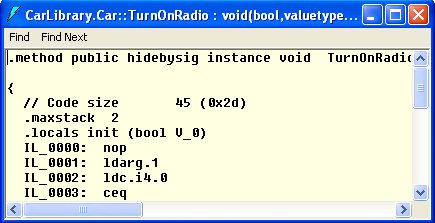 CarLibrary.Car::TurnOnRadio : void(bool,valuetype...
Find Find Next
.method public hidebysig instance void  TurnOnRadio
{
  // Code size       45 (0x2d)
  .maxstack  2
  .locals init (bool V_0)
  IL_0000:  nop
  IL_0001:  ldarg.1
  IL_0002:  ldc.i4.0
  IL_0003:  ceq